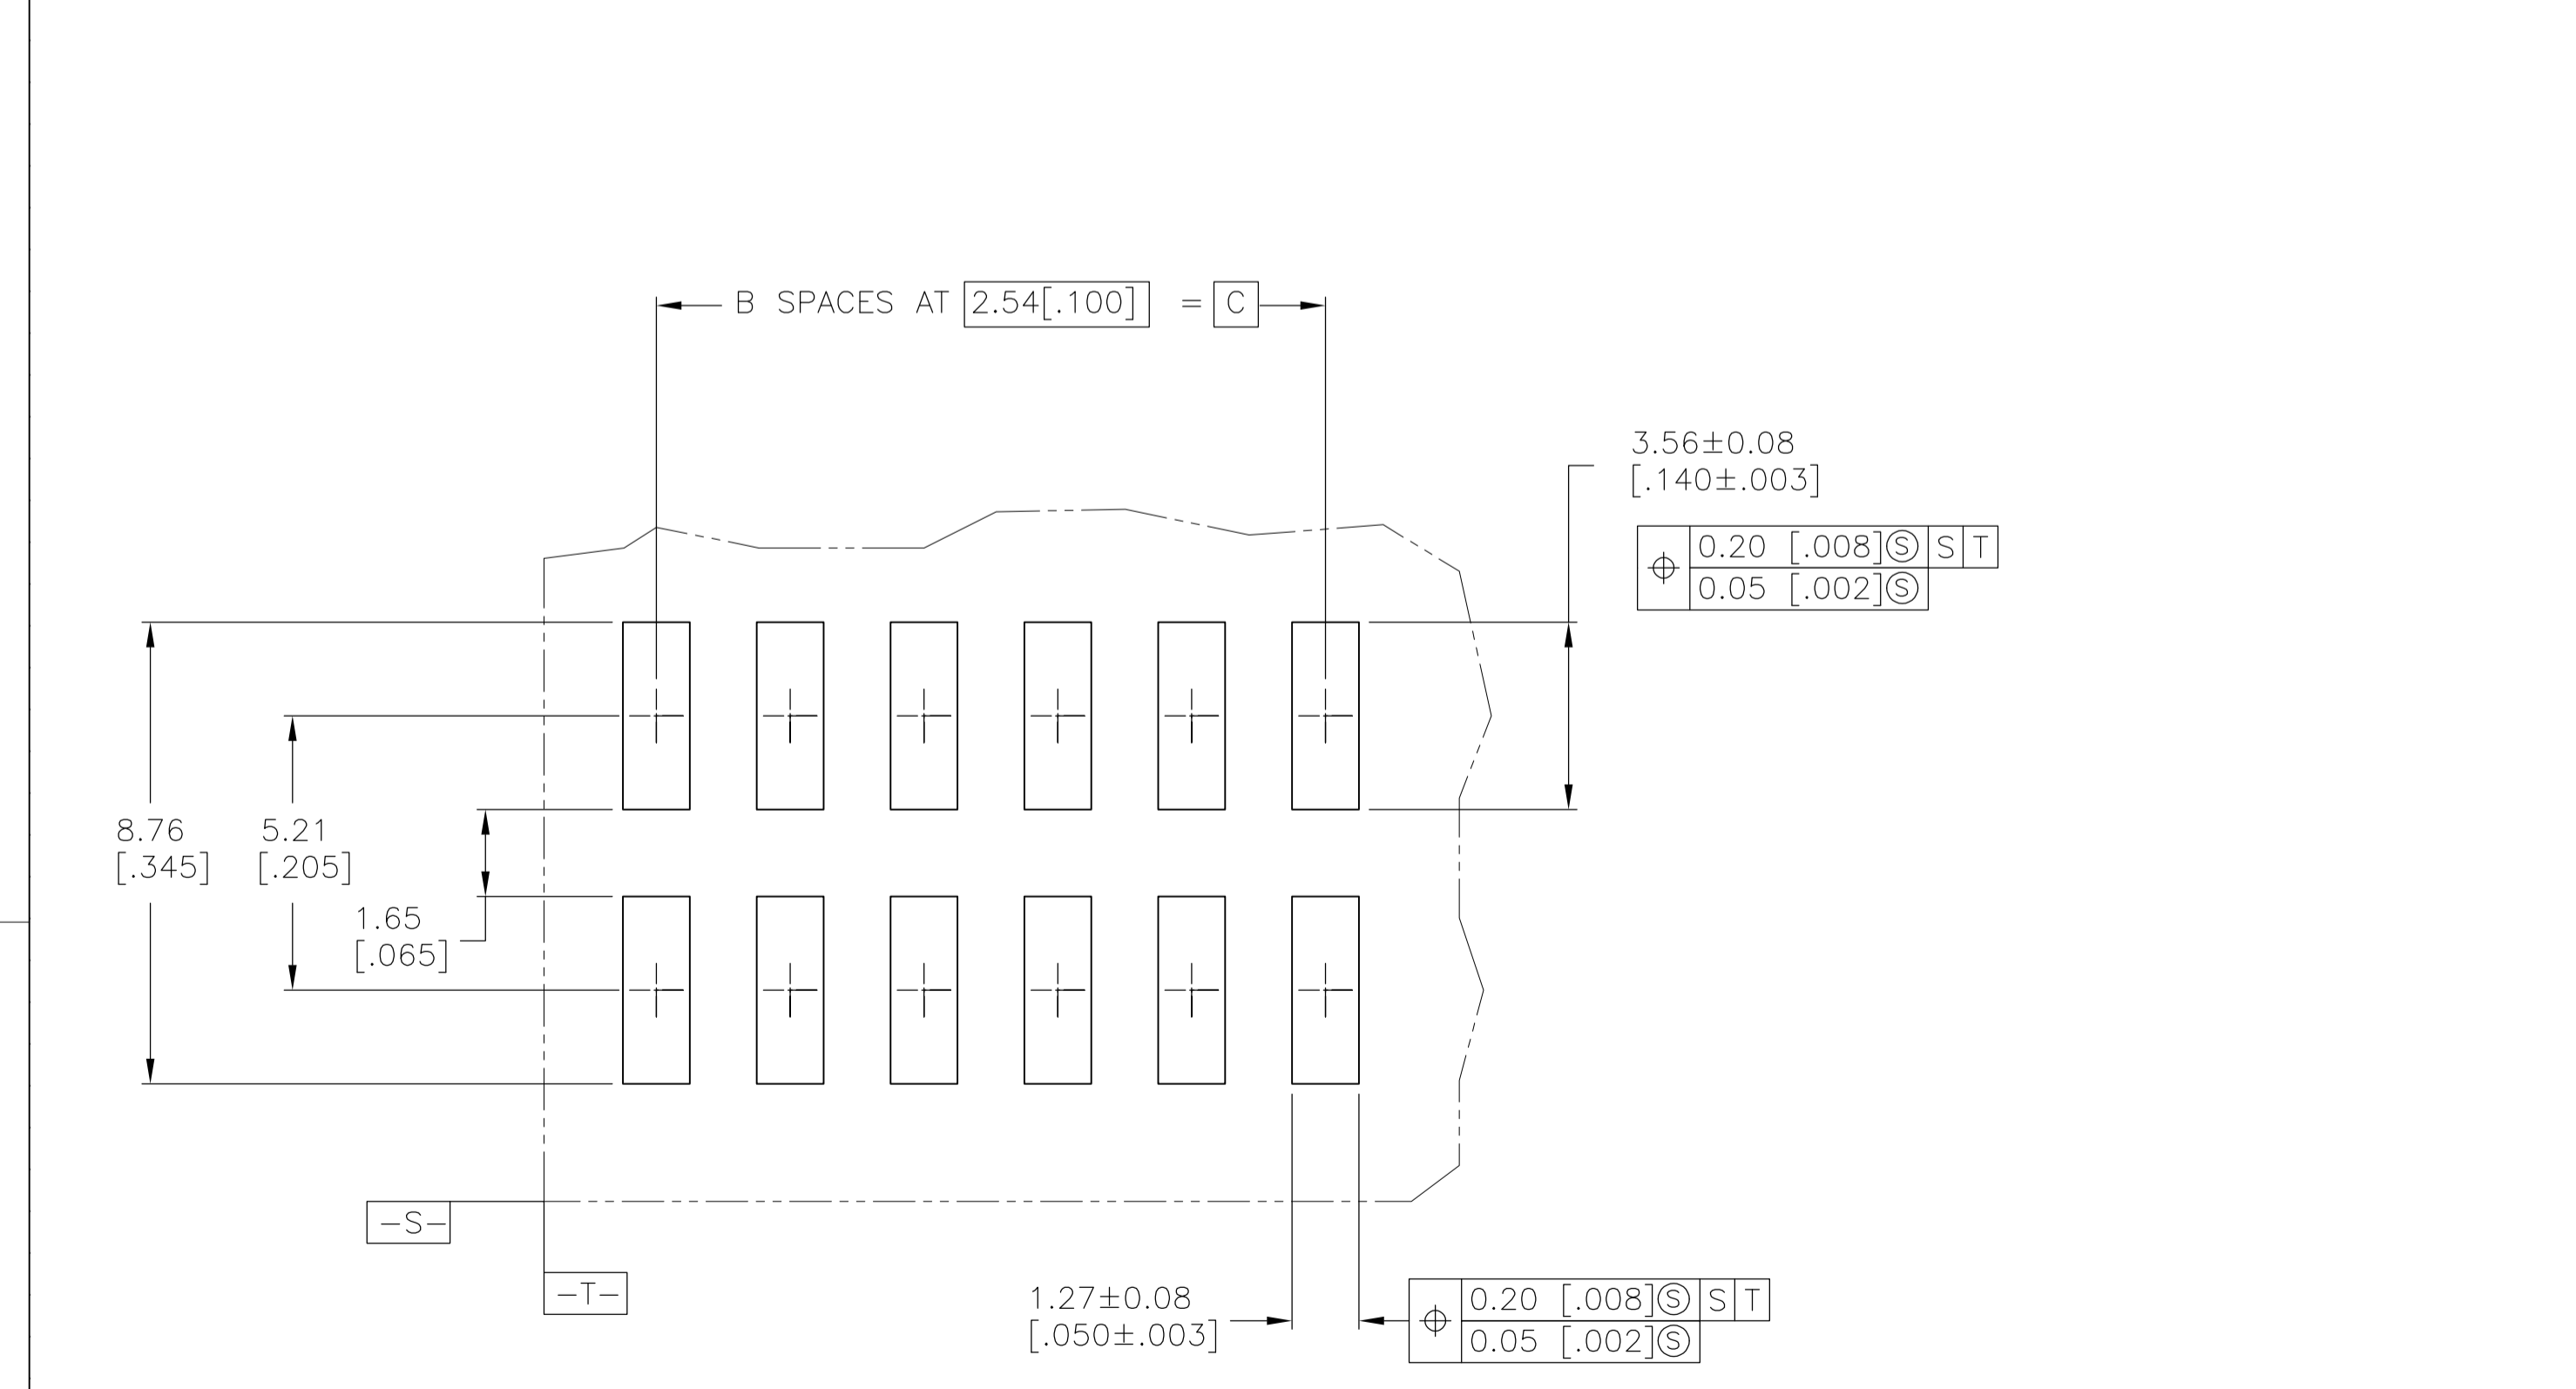 B SPACES AT 2.54[.100] = C
3.56±0.08
[.140±.003]
⌖ 0.20 [.008]Ⓢ S T
0.05 [.002]Ⓢ
8.76
[.345]
5.21
[.205]
1.65
[.065]
-S-
-T-
1.27±0.08
[.050±.003]
⌖ 0.20 [.008]Ⓢ S T
0.05 [.002]Ⓢ